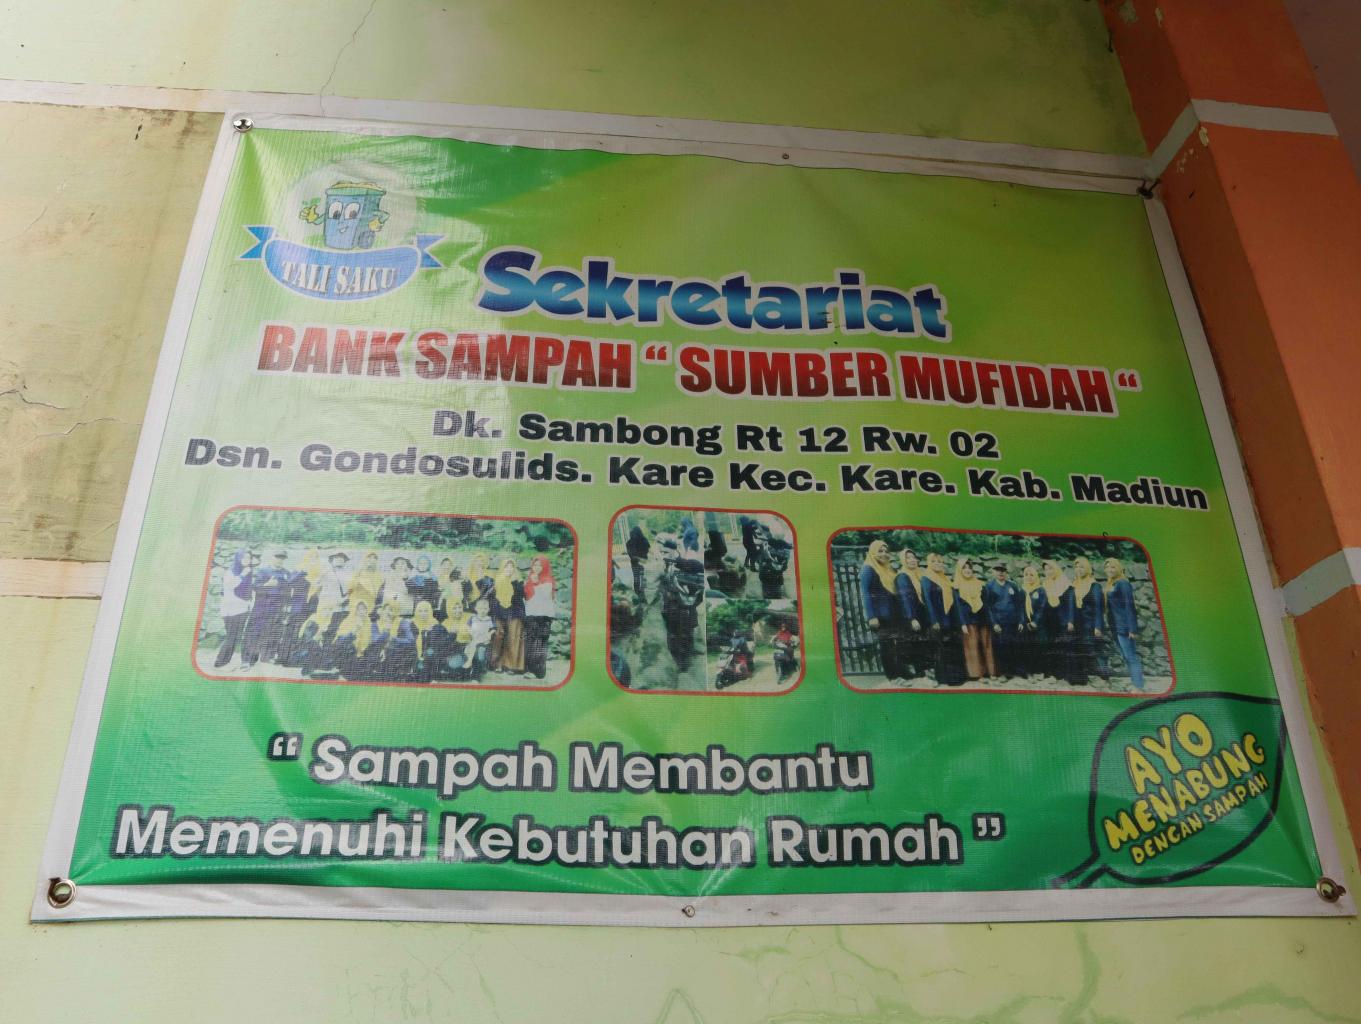 TALI SAKU
Sekretariat
BANK SAMPAH “ SUMBER MUFIDAH “
Dk. Sambong Rt 12 Rw. 02
Dsn. Gondosulids. Kare Kec. Kare. Kab. Madiun
“ Sampah Membantu
Memenuhi Kebutuhan Rumah ”
AYO
MENABUNG
DENGAN SAMPAH